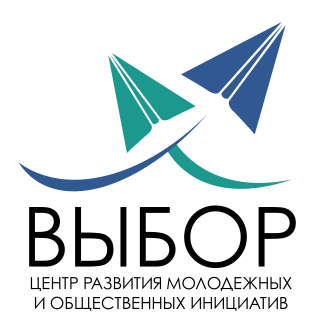 ВЫБОР
ЦЕНТР РАЗВИТИЯ МОЛОДЕЖНЫХ
И ОБЩЕСТВЕННЫХ ИНИЦИАТИВ